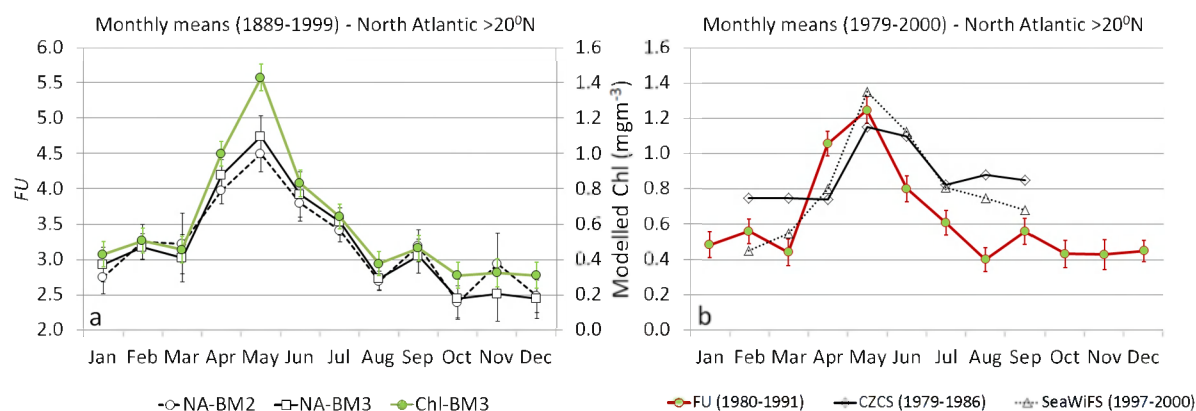 Monthly means (1889-1999) - North Atlantic >20⁰N
6.0
5.5
5.0
4.5
4.0
3.5
3.0
2.5
2.0
FU
1.6
1.4
1.2
1.0
0.8
0.6
0.4
0.2
0.0
a
Jan Feb Mar Apr May Jun Jul Aug Sep Oct Nov Dec
NA-BM2 NA-BM3 Chl-BM3
Monthly means (1979-2000) - North Atlantic >20⁰N
Modelled Chl (mgm⁻³)
1.6
1.4
1.2
1.0
0.8
0.6
0.4
0.2
0.0
b
Jan Feb Mar Apr May Jun Jul Aug Sep Oct Nov Dec
FU (1980-1991) CZCS (1979-1986) SeaWiFS (1997-2000)